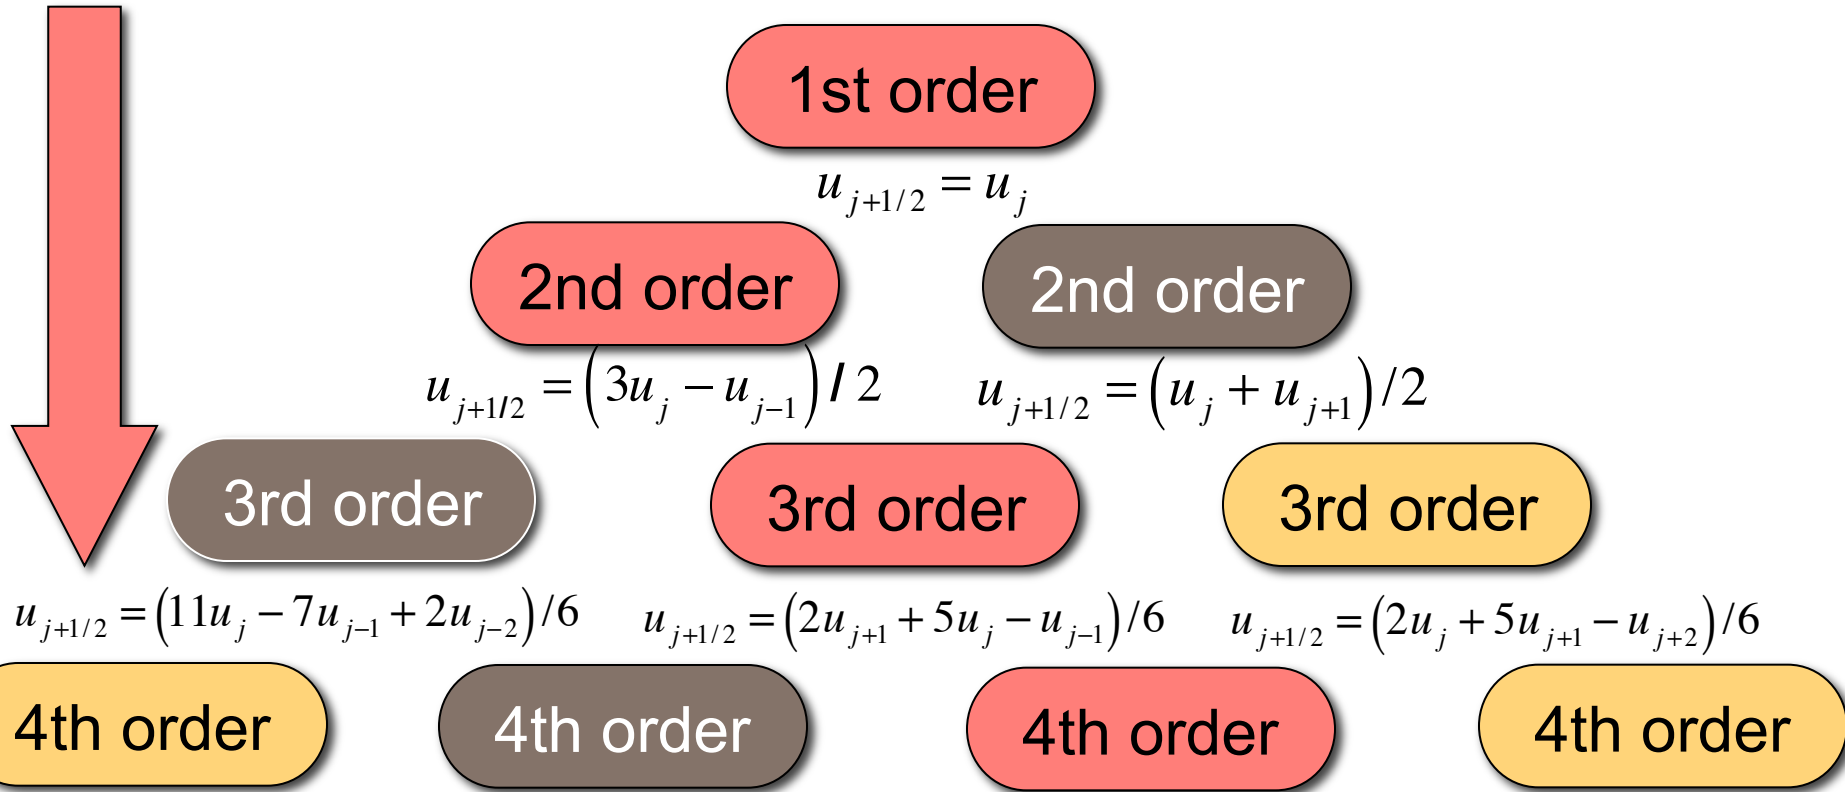 1st order
u_{j+1/2} = u_j
2nd order 2nd order
u_{j+1/2} = (3u_j − u_{j−1}) / 2 u_{j+1/2} = (u_j + u_{j+1})/2
3rd order 3rd order 3rd order
u_{j+1/2} = (11u_j − 7u_{j−1} + 2u_{j−2})/6 u_{j+1/2} = (2u_{j+1} + 5u_j − u_{j−1})/6 u_{j+1/2} = (2u_j + 5u_{j+1} − u_{j+2})/6
4th order 4th order 4th order 4th order